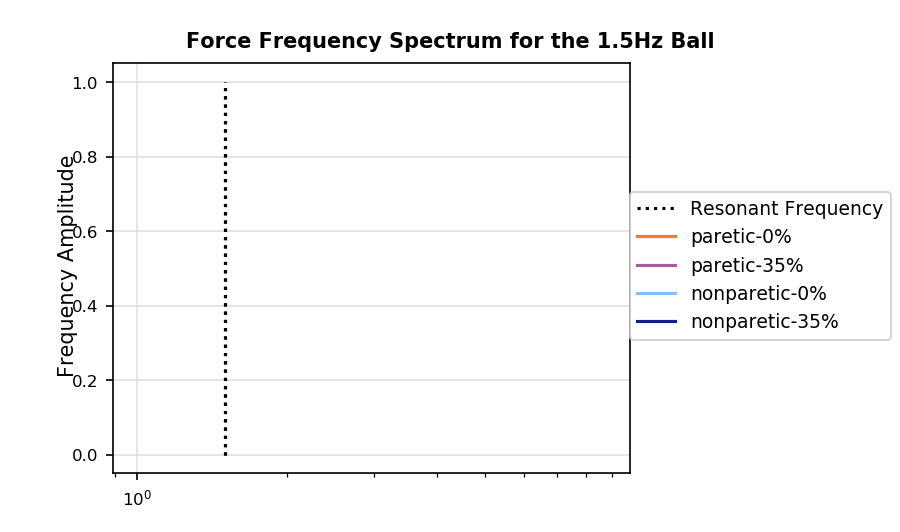 Force Frequency Spectrum for the 1.5Hz Ball
Frequency Amplitude
1.0
0.8
0.6
0.4
0.2
0.0
10⁰
Resonant Frequency
paretic-0%
paretic-35%
nonparetic-0%
nonparetic-35%